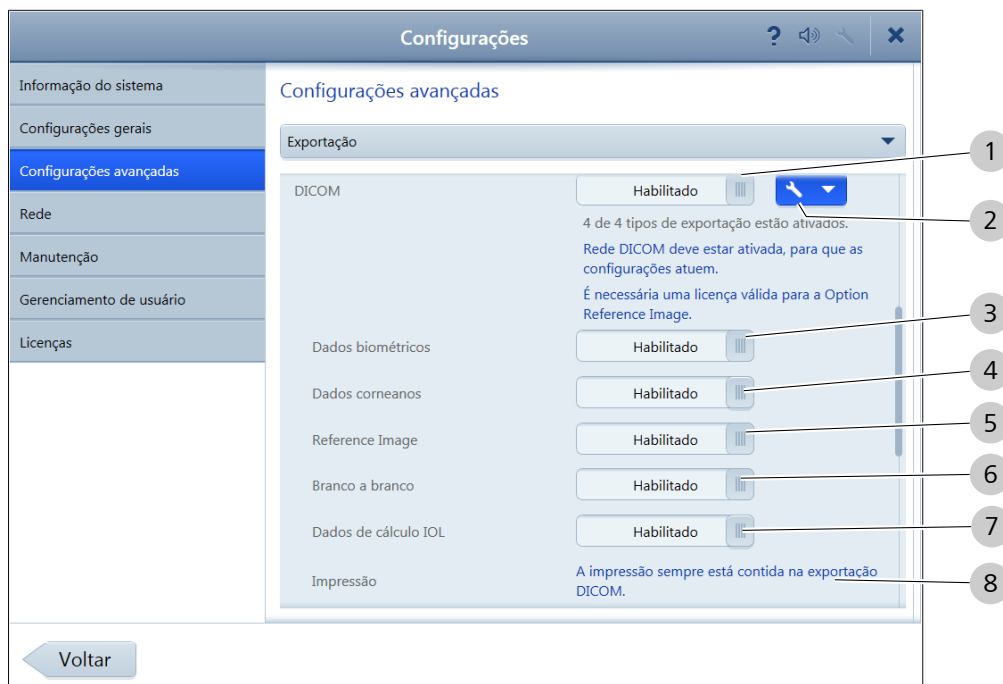 Configurações
?
Informação do sistema
Configurações gerais
Configurações avançadas
Rede
Manutenção
Gerenciamento de usuário
Licenças
Configurações avançadas
Exportação
DICOM
Habilitado
4 de 4 tipos de exportação estão ativados.
Rede DICOM deve estar ativada, para que as
configurações atuem.
É necessária uma licença válida para a Option
Reference Image.
Dados biométricos
Habilitado
Dados corneanos
Habilitado
Reference Image
Habilitado
Branco a branco
Habilitado
Dados de cálculo IOL
Habilitado
Impressão
A impressão sempre está contida na exportação
DICOM.
1
2
3
4
5
6
7
8
Voltar